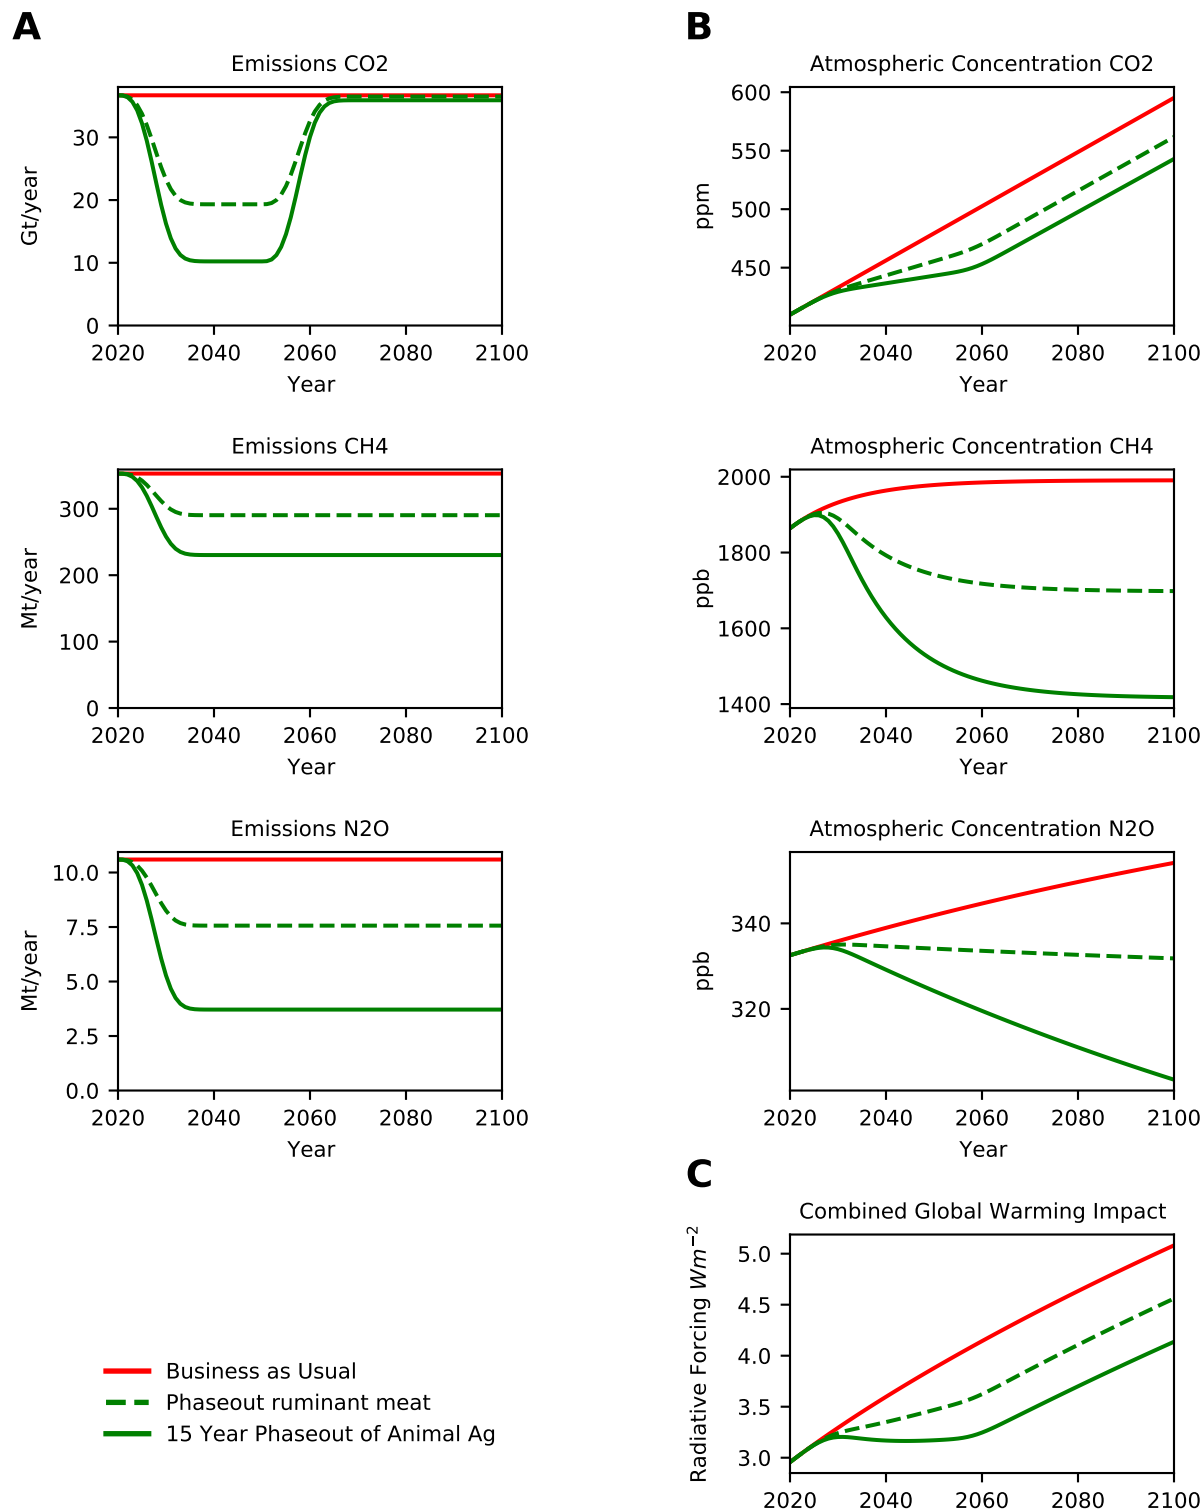 A
B
Emissions CO2
Atmospheric Concentration CO2
30
20
10
0
Gt/year
2020 2040 2060 2080 2100
Year
600
550
500
450
ppm
2020 2040 2060 2080 2100
Year
Emissions CH4
Atmospheric Concentration CH4
300
200
100
0
Mt/year
2020 2040 2060 2080 2100
Year
2000
1800
1600
1400
ppb
2020 2040 2060 2080 2100
Year
Emissions N2O
Atmospheric Concentration N2O
10.0
7.5
5.0
2.5
0.0
Mt/year
2020 2040 2060 2080 2100
Year
340
320
ppb
2020 2040 2060 2080 2100
Year
C
Combined Global Warming Impact
5.0
4.5
4.0
3.5
3.0
Radiative Forcing Wm⁻²
2020 2040 2060 2080 2100
Business as Usual
Phaseout ruminant meat
15 Year Phaseout of Animal Ag